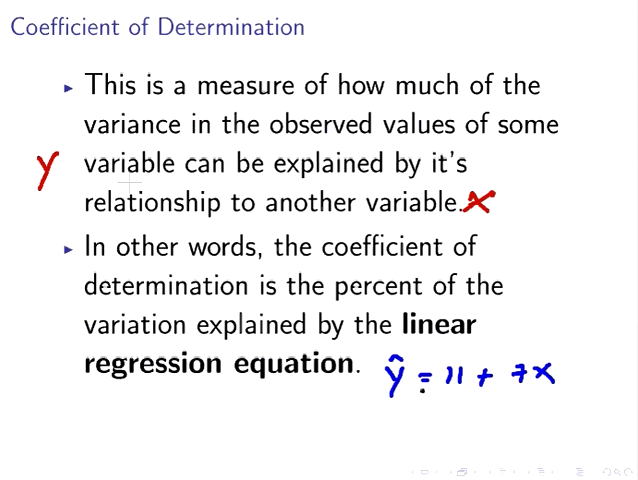 Coefficient of Determination
This is a measure of how much of the
variance in the observed values of some
y variable can be explained by it's
relationship to another variable. x
In other words, the coefficient of
determination is the percent of the
variation explained by the linear
regression equation. ŷ = 11 + 7x